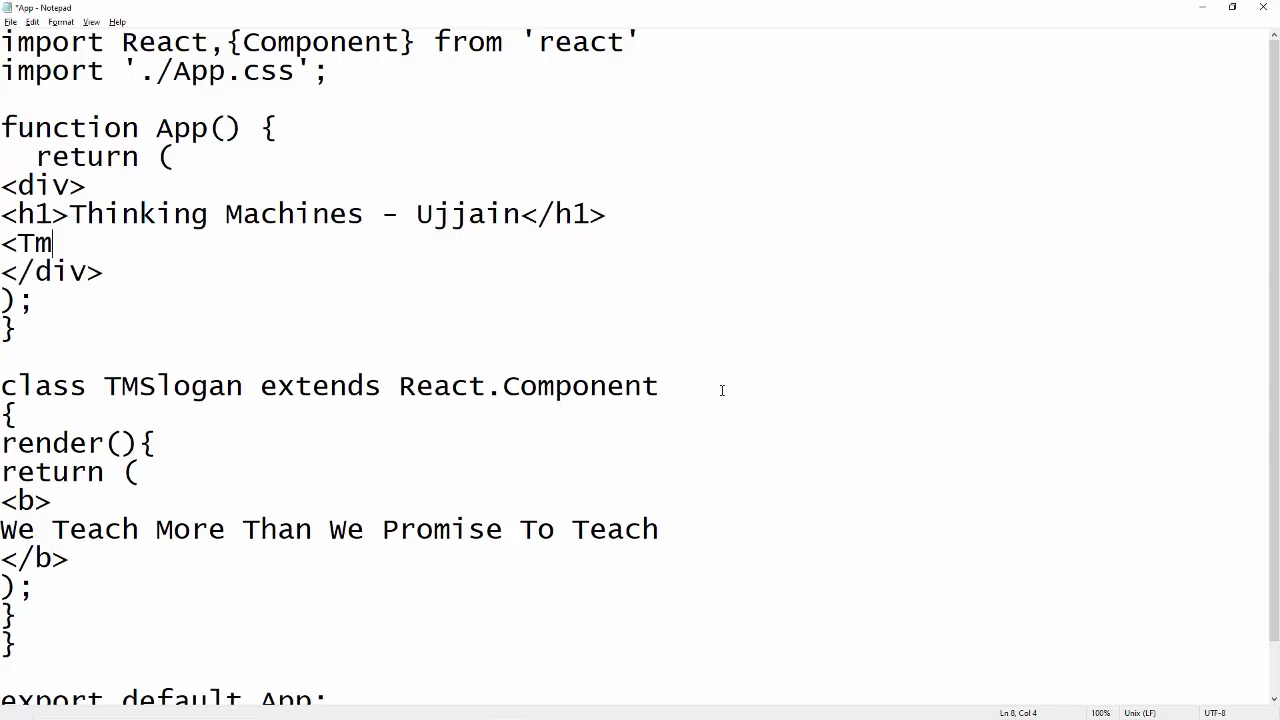 *App - Notepad
File Edit Format View Help
import React,{Component} from 'react'
import './App.css';
function App() {
return (
<div>
<h1>Thinking Machines - Ujjain</h1>
<Tm
</div>
);
}
class TMSlogan extends React.Component
{
render(){
return (
<b>
We Teach More Than We Promise To Teach
</b>
);
}
}
export default App;
Ln 8, Col 4 100% Unix (LF) UTF-8